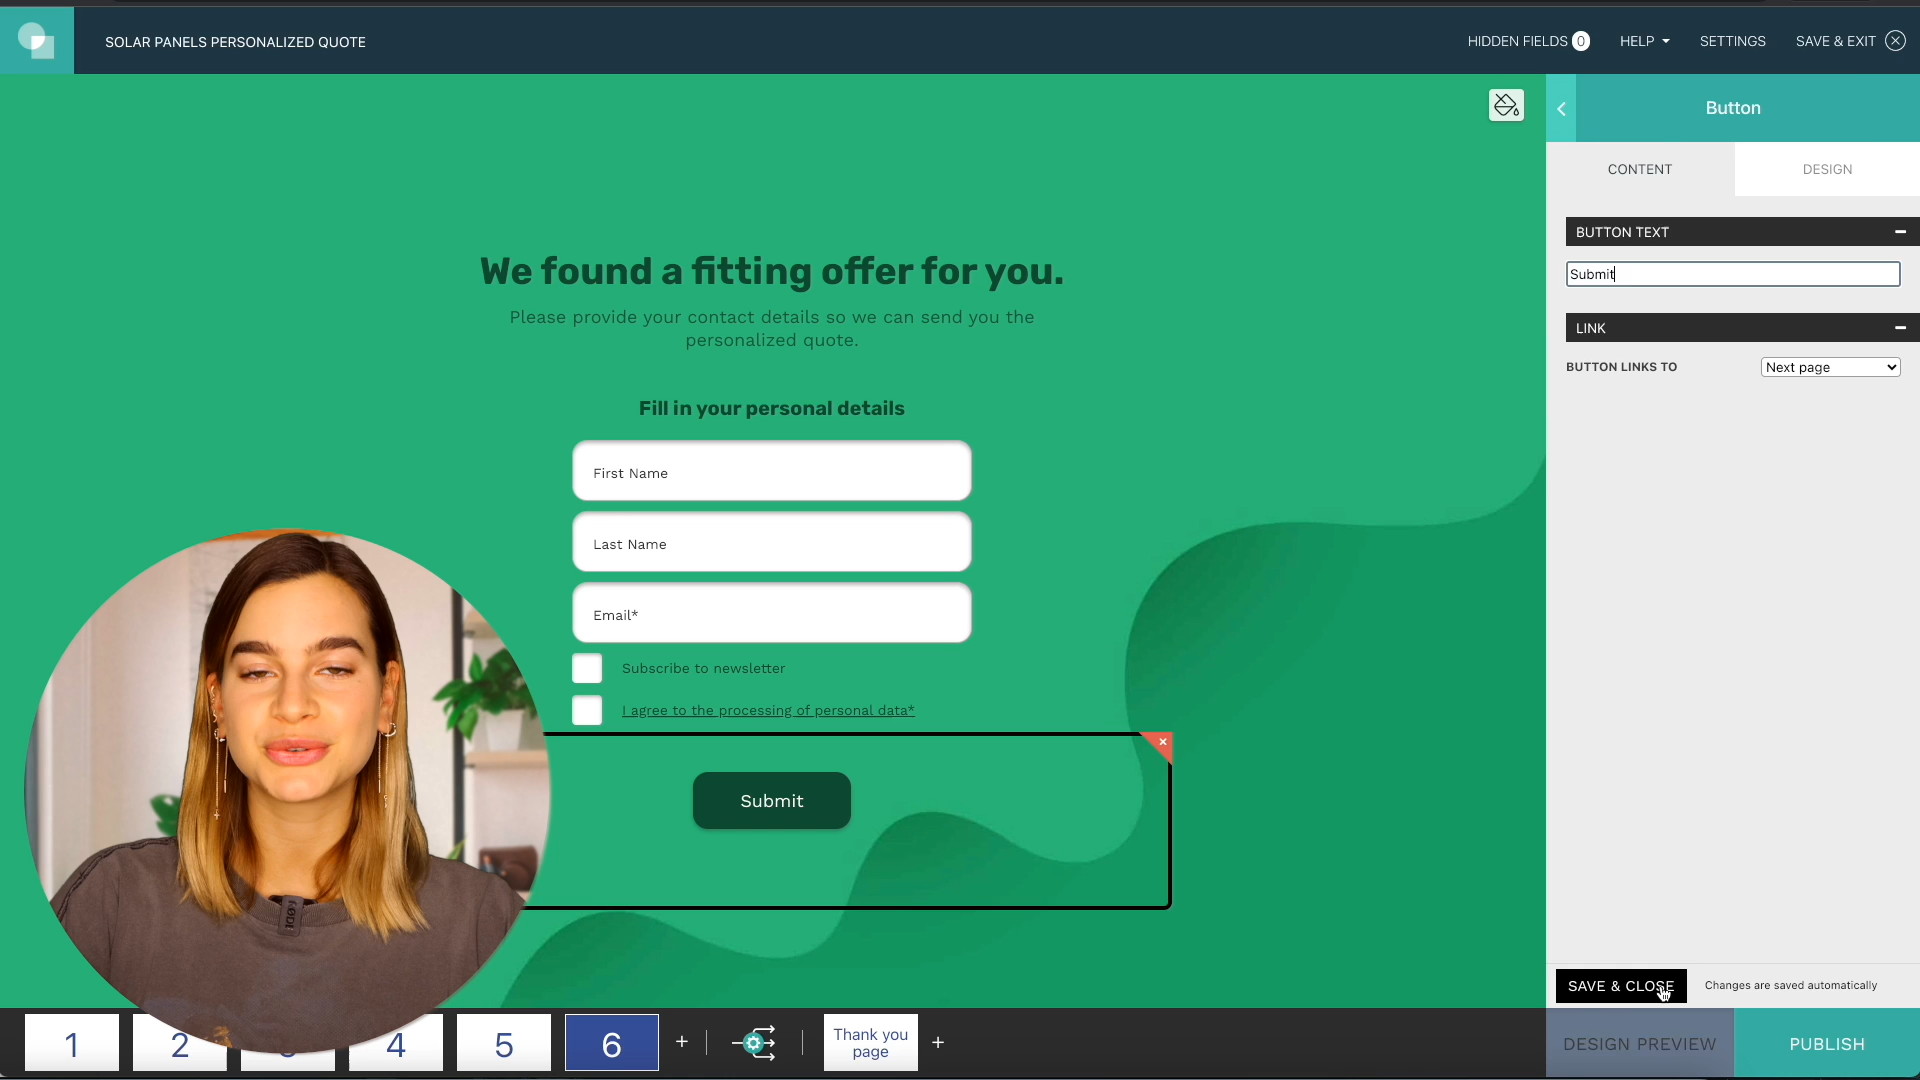 SOLAR PANELS PERSONALIZED QUOTE
HIDDEN FIELDS 0
HELP
SETTINGS
SAVE & EXIT
Button
CONTENT
DESIGN
BUTTON TEXT
Submit
LINK
BUTTON LINKS TO
Next page
We found a fitting offer for you.
Please provide your contact details so we can send you the
personalized quote.
Fill in your personal details
First Name
Last Name
Email*
Subscribe to newsletter
I agree to the processing of personal data*
Submit
SAVE & CLOSE
Changes are saved automatically
1
2
4
5
6
+
Thank you
page
+
DESIGN PREVIEW
PUBLISH